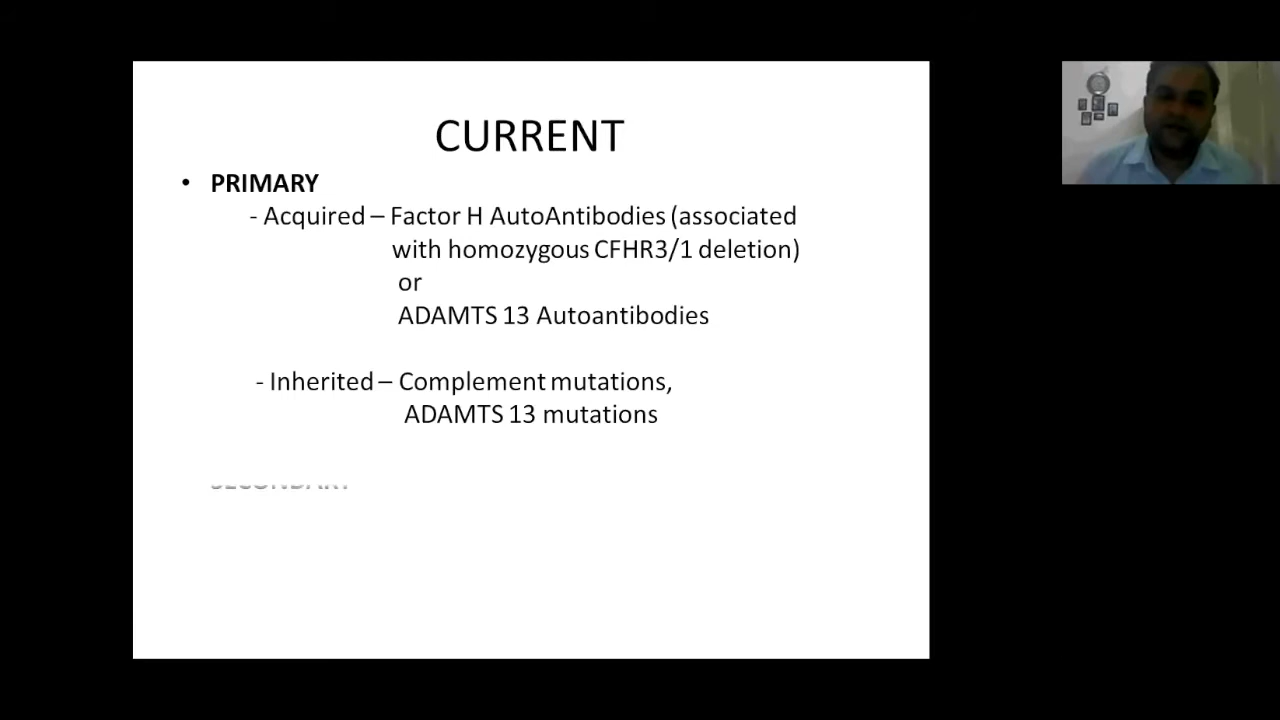 CURRENT
• PRIMARY
- Acquired – Factor H AutoAntibodies (associated
with homozygous CFHR3/1 deletion)
or
ADAMTS 13 Autoantibodies
- Inherited – Complement mutations,
ADAMTS 13 mutations
SECONDARY